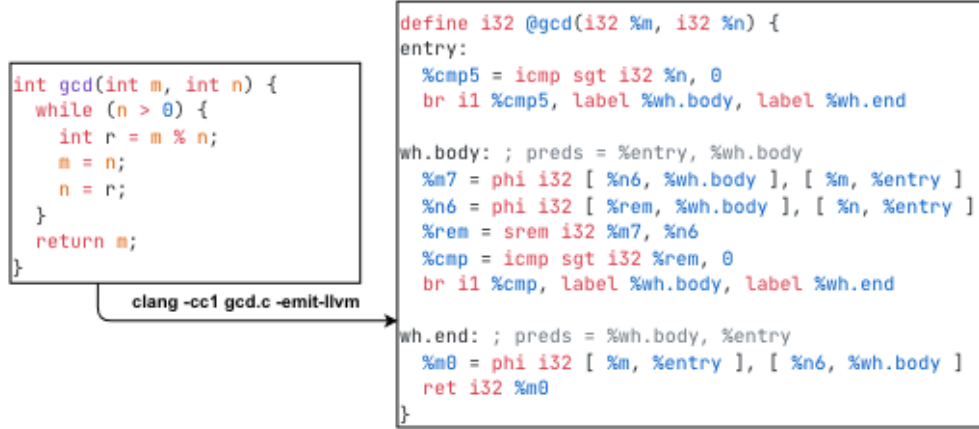 int gcd(int m, int n) {
  while (n > 0) {
    int r = m % n;
    m = n;
    n = r;
  }
  return m;
}
clang -cc1 gcd.c -emit-llvm
define i32 @gcd(i32 %m, i32 %n) {
entry:
  %cmp5 = icmp sgt i32 %n, 0
  br i1 %cmp5, label %wh.body, label %wh.end

wh.body: ; preds = %entry, %wh.body
  %m7 = phi i32 [ %n6, %wh.body ], [ %m, %entry ]
  %n6 = phi i32 [ %rem, %wh.body ], [ %n, %entry ]
  %rem = srem i32 %m7, %n6
  %cmp = icmp sgt i32 %rem, 0
  br i1 %cmp, label %wh.body, label %wh.end

wh.end: ; preds = %wh.body, %entry
  %m0 = phi i32 [ %m, %entry ], [ %n6, %wh.body ]
  ret i32 %m0
}